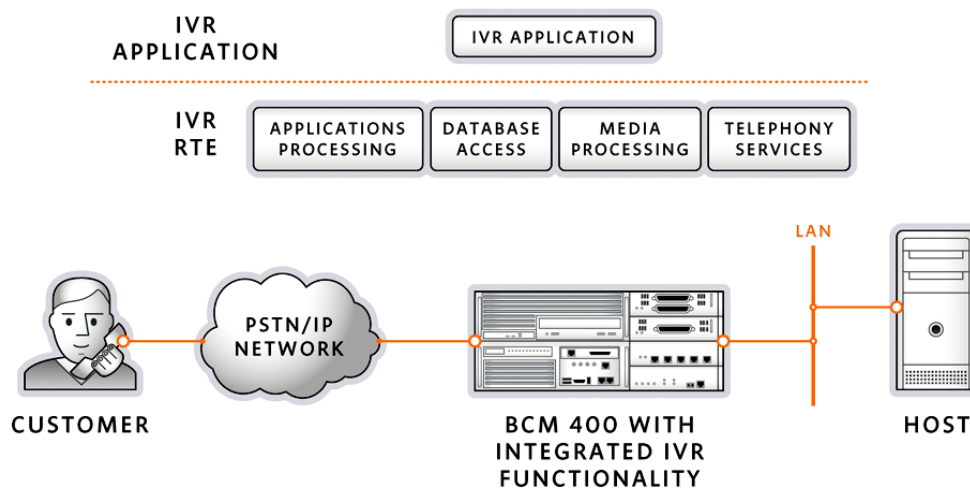 IVR
APPLICATION
IVR APPLICATION
IVR
RTE
APPLICATIONS
PROCESSING
DATABASE
ACCESS
MEDIA
PROCESSING
TELEPHONY
SERVICES
LAN
PSTN/IP
NETWORK
CUSTOMER
BCM 400 WITH
INTEGRATED IVR
FUNCTIONALITY
HOST